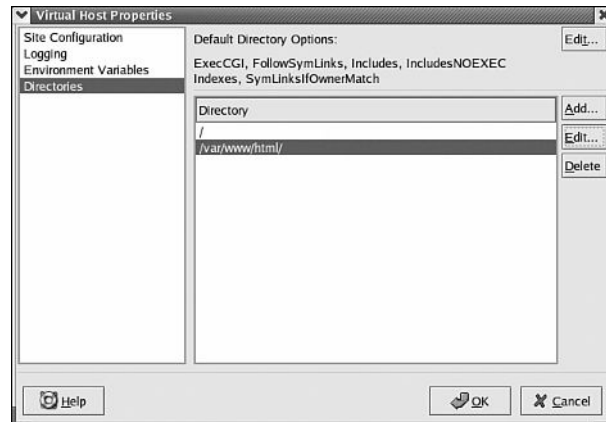 Virtual Host Properties
Site Configuration
Logging
Environment Variables
Directories
Default Directory Options:
Edit...
ExecCGI, FollowSymLinks, Includes, IncludesNOEXEC
Indexes, SymLinksIfOwnerMatch
Directory
/
/var/www/html/
Add...
Edit...
Delete
Help
OK
Cancel